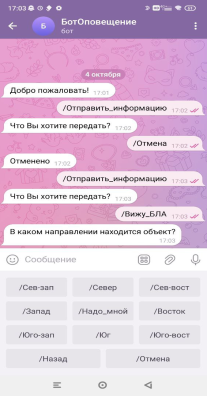 17:03
БотОповещение
бот
4 октября
Добро пожаловать! 17:01
/Отправить_информацию 17:02
Что Вы хотите передать? 17:02
/Отмена 17:02
Отменено 17:02
/Отправить_информацию 17:03
Что Вы хотите передать? 17:03
/Вижу_БЛА 17:03
В каком направлении находится объект?
17:03
Сообщение
/Сев-зап /Север /Сев-вост
/Запад /Надо_мной /Восток
/Юго-зап /Юг /Юго-вост
/Назад /Отмена